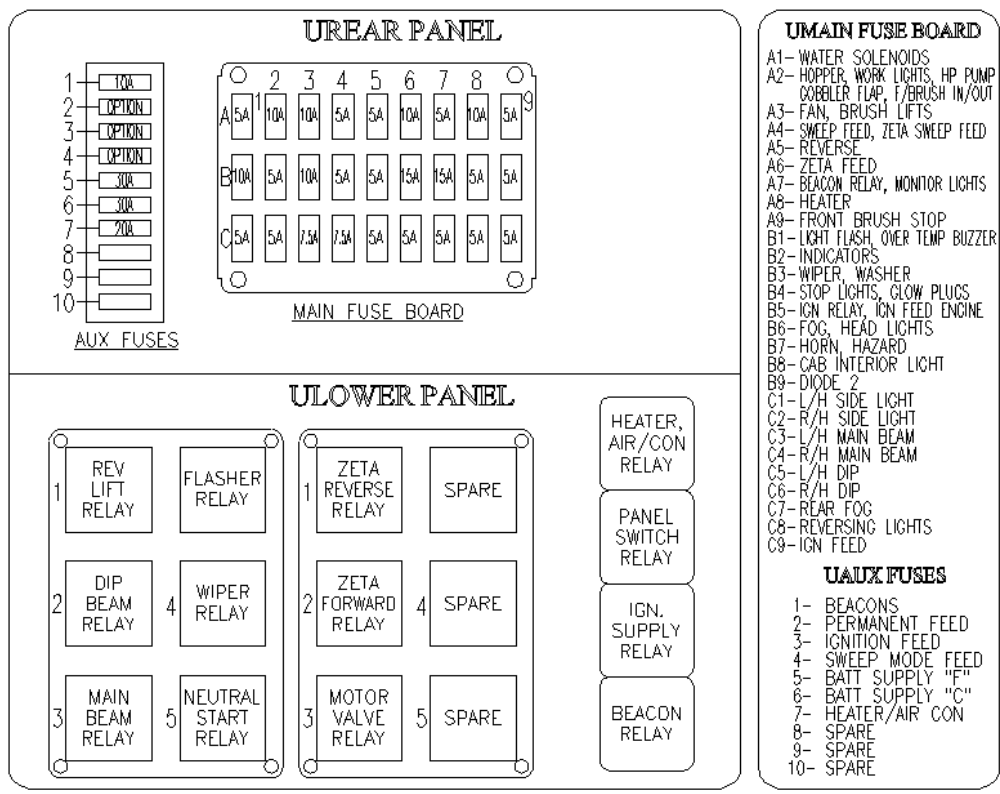 UREAR PANEL
1 10A
2 OPTION
3 OPTION
4 OPTION
5 30A
6 30A
7 20A
8
9
10
AUX FUSES
1 2 3 4 5 6 7 8 9
A 5A 10A 10A 5A 5A 10A 5A 10A 5A
B 10A 5A 10A 5A 5A 15A 15A 5A 5A
C 5A 5A 7.5A 7.5A 5A 5A 5A 5A 5A
MAIN FUSE BOARD
ULOWER PANEL
1 REV
LIFT
RELAY
FLASHER
RELAY
2 DIP
BEAM
RELAY
4 WIPER
RELAY
3 MAIN
BEAM
RELAY
5 NEUTRAL
START
RELAY
1 ZETA
REVERSE
RELAY
SPARE
2 ZETA
FORWARD
RELAY
4 SPARE
3 MOTOR
VALVE
RELAY
5 SPARE
HEATER,
AIR/CON
RELAY
PANEL
SWITCH
RELAY
IGN.
SUPPLY
RELAY
BEACON
RELAY
UMAIN FUSE BOARD
A1- WATER SOLENOIDS
A2- HOPPER, WORK LIGHTS, HP PUMP
GOBBLER FLAP, F/BRUSH IN/OUT
A3- FAN, BRUSH LIFTS
A4- SWEEP FEED, ZETA SWEEP FEED
A5- REVERSE
A6- ZETA FEED
A7- BEACON RELAY, MONITOR LIGHTS
A8- HEATER
A9- FRONT BRUSH STOP
B1- LIGHT FLASH, OVER TEMP BUZZER
B2- INDICATORS
B3- WIPER, WASHER
B4- STOP LIGHTS, GLOW PLUGS
B5- IGN RELAY, IGN FEED ENGINE
B6- FOG, HEAD LIGHTS
B7- HORN, HAZARD
B8- CAB INTERIOR LIGHT
B9- DIODE 2
C1- L/H SIDE LIGHT
C2- R/H SIDE LIGHT
C3- L/H MAIN BEAM
C4- R/H MAIN BEAM
C5- L/H DIP
C6- R/H DIP
C7- REAR FOG
C8- REVERSING LIGHTS
C9- IGN FEED
UAUX FUSES
1- BEACONS
2- PERMANENT FEED
3- IGNITION FEED
4- SWEEP MODE FEED
5- BATT SUPPLY "F"
6- BATT SUPPLY "C"
7- HEATER/AIR CON
8- SPARE
9- SPARE
10- SPARE